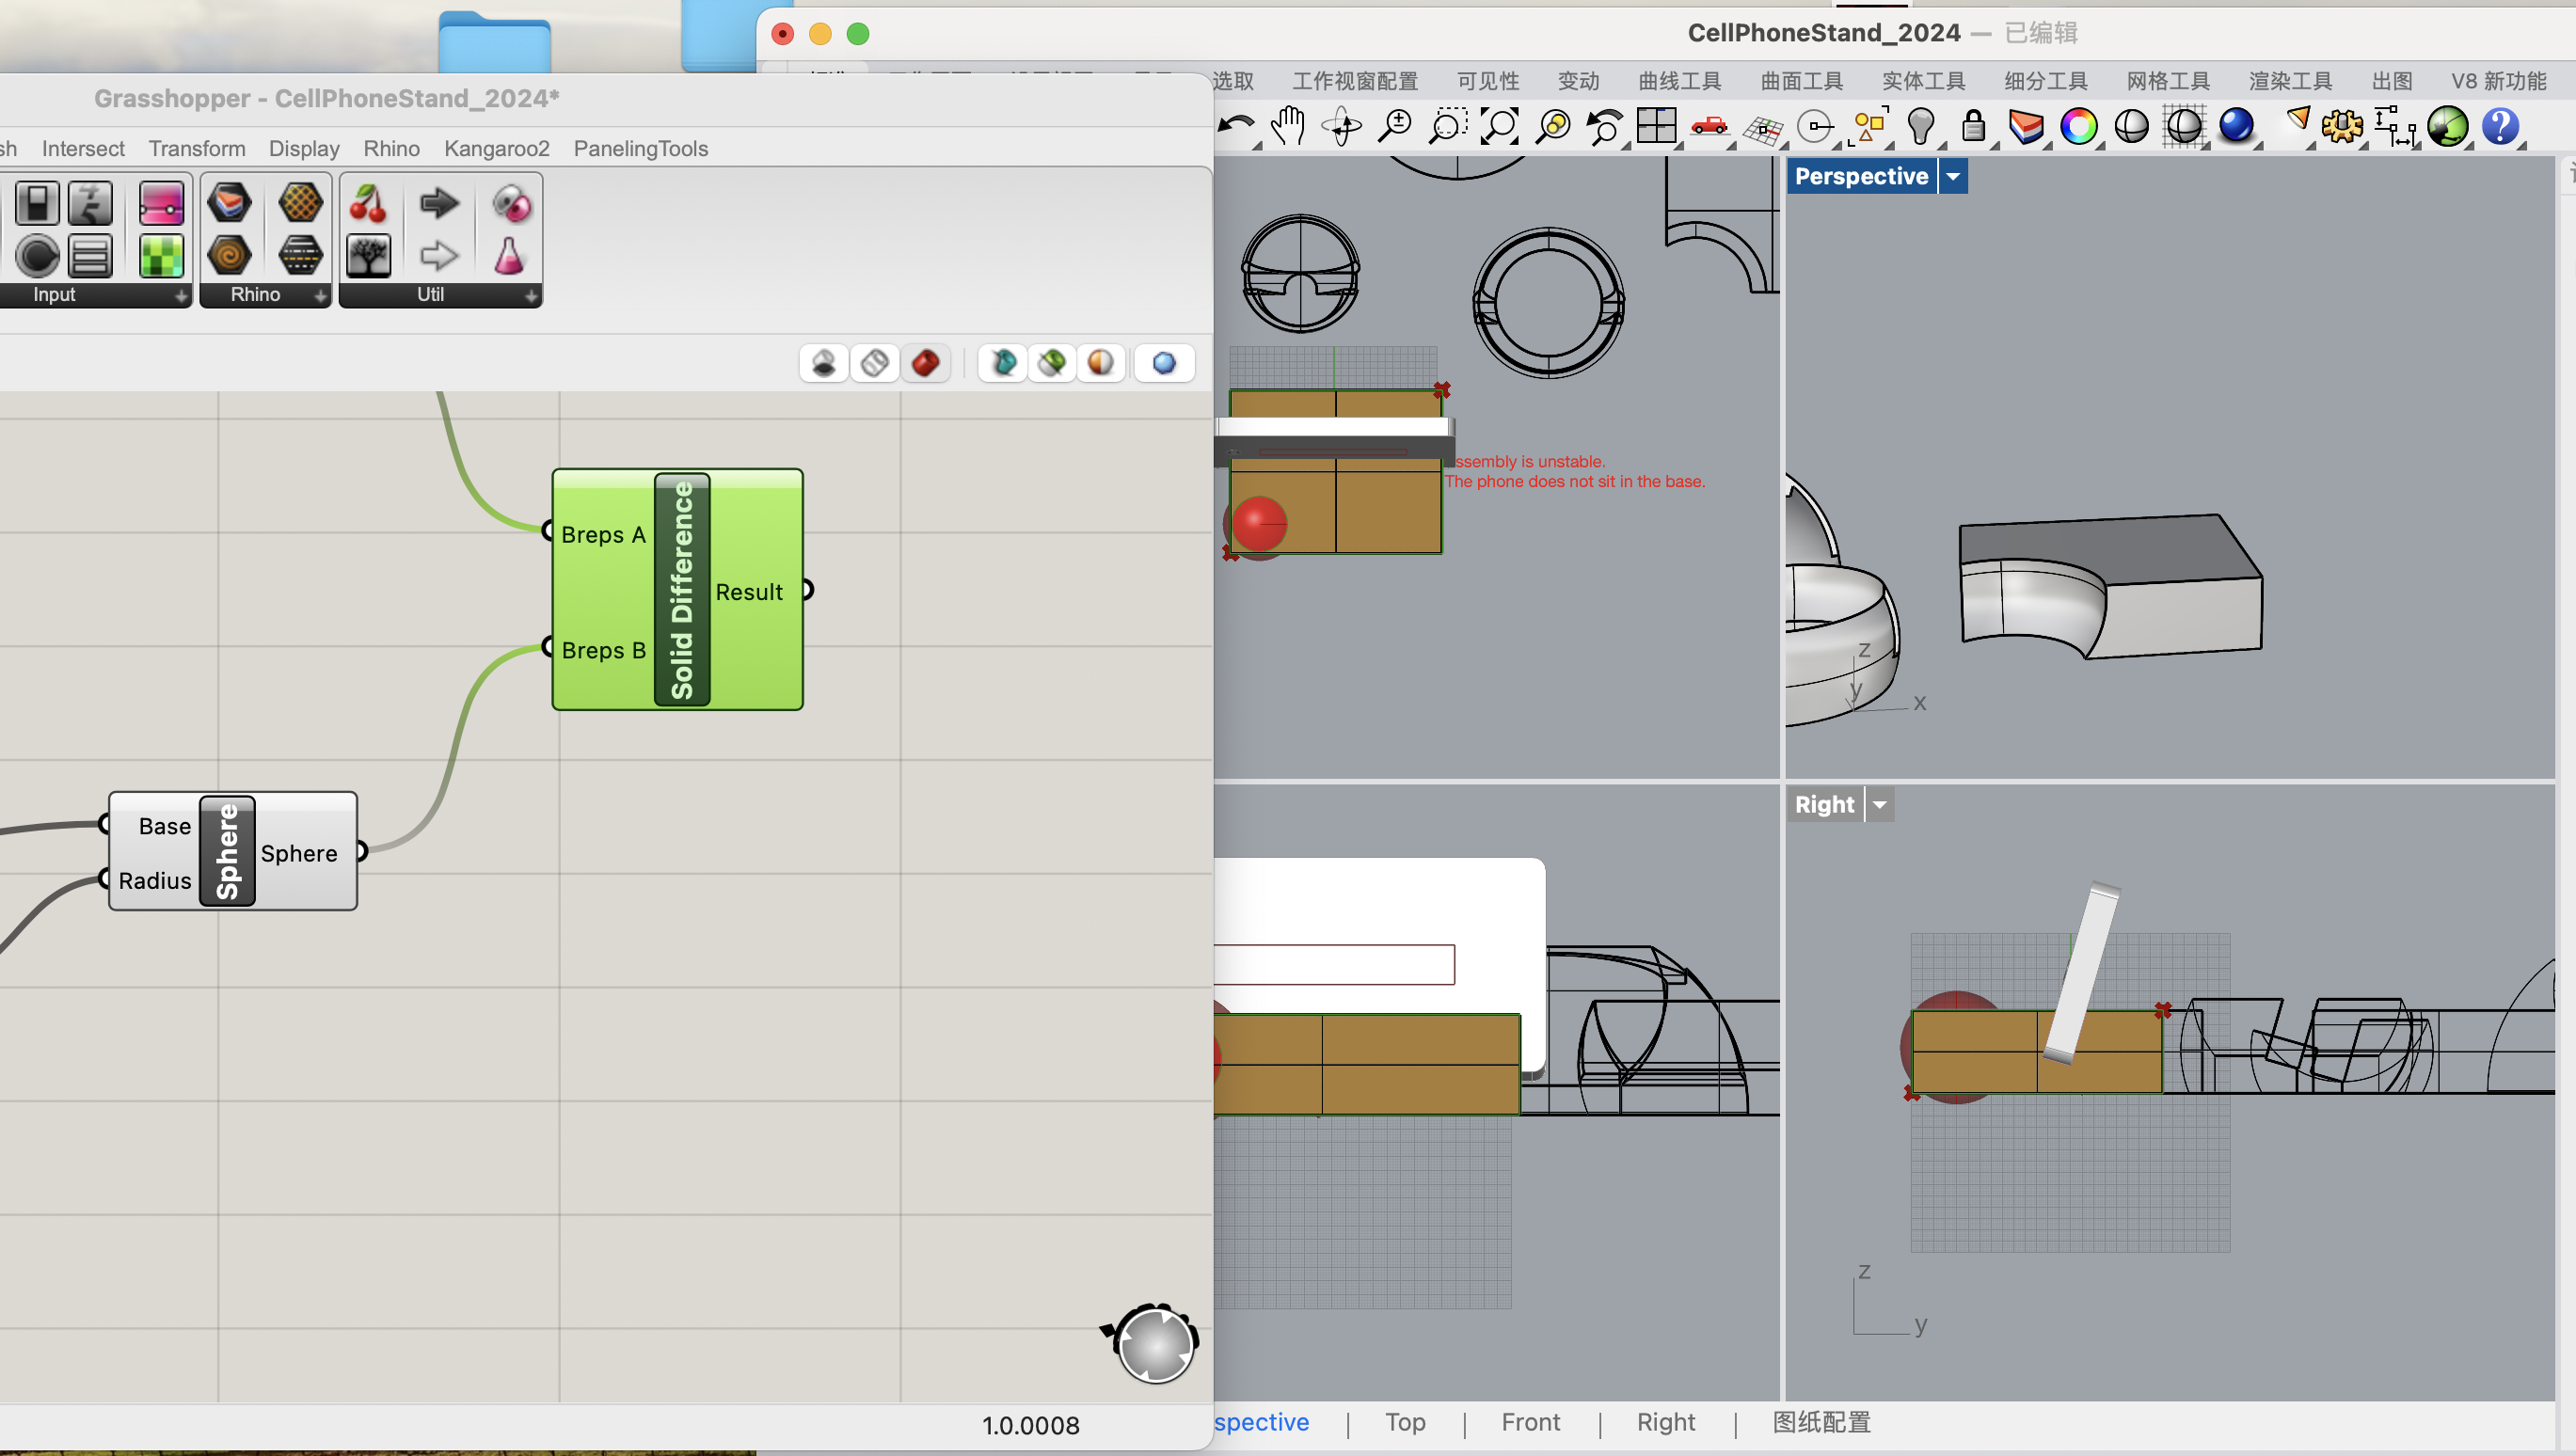 CellPhoneStand_2024 — 已编辑
选取 工作视窗配置 可见性 变动 曲线工具 曲面工具 实体工具 细分工具 网格工具 渲染工具 出图 V8 新功能
Grasshopper - CellPhoneStand_2024*
sh Intersect Transform Display Rhino Kangaroo2 PanelingTools
Input Rhino Util
Perspective
ssembly is unstable.
The phone does not sit in the base.
Breps A
Solid Difference
Result
Breps B
Base
Sphere
Sphere
Radius
z
y
x
Right
z
y
1.0.0008
spective | Top | Front | Right | 图纸配置